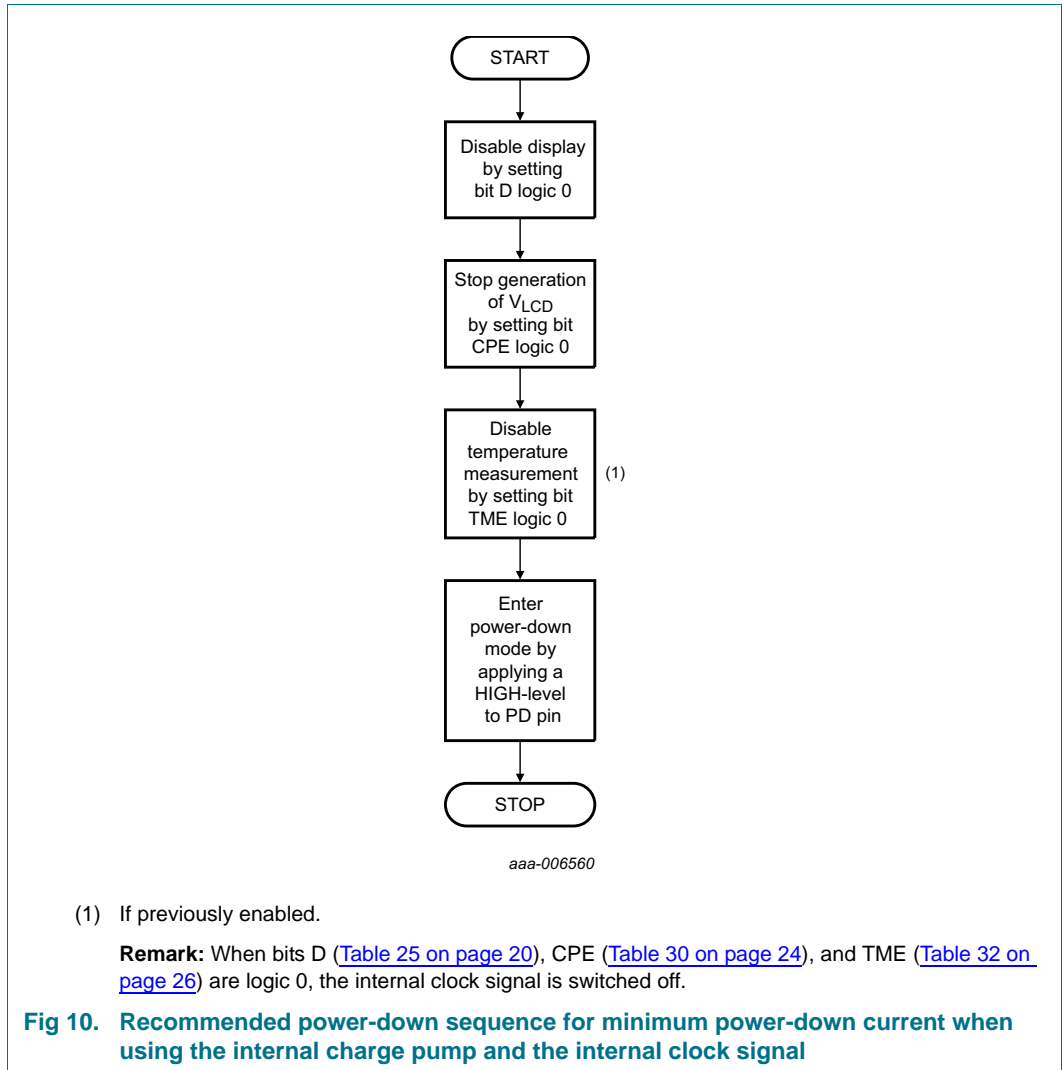 START
Disable display
by setting
bit D logic 0
Stop generation
of VLCD
by setting bit
CPE logic 0
Disable
temperature
measurement
by setting bit
TME logic 0
(1)
Enter
power-down
mode by
applying a
HIGH-level
to PD pin
STOP
aaa-006560
(1) If previously enabled.
Remark: When bits D (Table 25 on page 20), CPE (Table 30 on page 24), and TME (Table 32 on
page 26) are logic 0, the internal clock signal is switched off.
Fig 10. Recommended power-down sequence for minimum power-down current when
using the internal charge pump and the internal clock signal